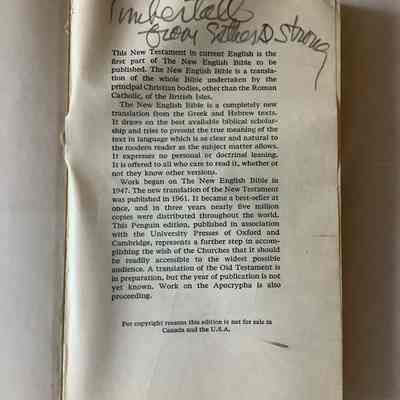 Timberlake
from Esther D Strong
This New Testament in current English is the
first part of The New English Bible to be
published. The New English Bible is a transla-
tion of the whole Bible undertaken by the
principal Christian bodies, other than the Roman
Catholic, of the British Isles.
The New English Bible is a completely new
translation from the Greek and Hebrew texts.
It draws on the best available biblical scholar-
ship and tries to present the true meaning of the
text in language which is as clear and natural to
the modern reader as the subject matter allows.
It expresses no personal or doctrinal leaning.
It is offered to all who care to read it, whether or
not they know other versions.
Work began on The New English Bible in
1947. The new translation of the New Testament
was published in 1961. It became a best-seller at
once, and in three years nearly five million
copies were distributed throughout the world.
This Penguin edition, published in association
with the University Presses of Oxford and
Cambridge, represents a further step in accom-
plishing the wish of the Churches that it should
be readily accessible to the widest possible
audience. A translation of the Old Testament is
in preparation, but the year of publication is not
yet known. Work on the Apocrypha is also
proceeding.
For copyright reasons this edition is not for sale in
Canada and the U.S.A.